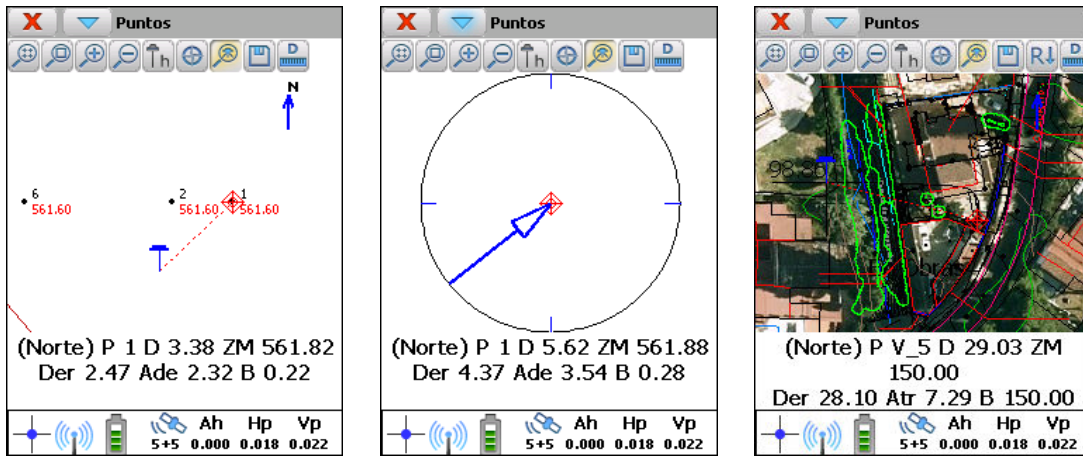 Puntos
h
D
N
6
561.60
2
561.60
1
561.60
(Norte) P 1 D 3.38 ZM 561.82
Der 2.47 Ade 2.32 B 0.22
Ah Hp Vp
5+5 0.000 0.018 0.022
Puntos
h
D
(Norte) P 1 D 5.62 ZM 561.88
Der 4.37 Ade 3.54 B 0.28
Ah Hp Vp
5+5 0.000 0.018 0.022
Puntos
h
R
D
98.86
(Norte) P V_5 D 29.03 ZM
150.00
Der 28.10 Atr 7.29 B 150.00
Ah Hp Vp
5+5 0.000 0.018 0.022